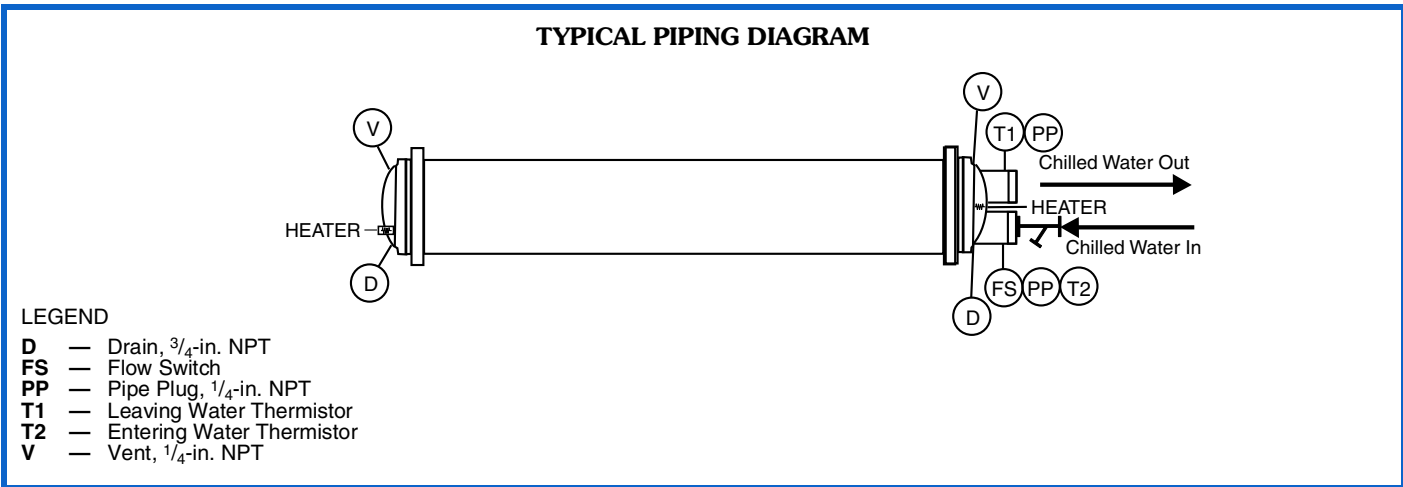 TYPICAL PIPING DIAGRAM
V
V
T1 PP
Chilled Water Out
HEATER
HEATER
Chilled Water In
D
FS PP T2
D
LEGEND
D — Drain, 3/4-in. NPT
FS — Flow Switch
PP — Pipe Plug, 1/4-in. NPT
T1 — Leaving Water Thermistor
T2 — Entering Water Thermistor
V — Vent, 1/4-in. NPT